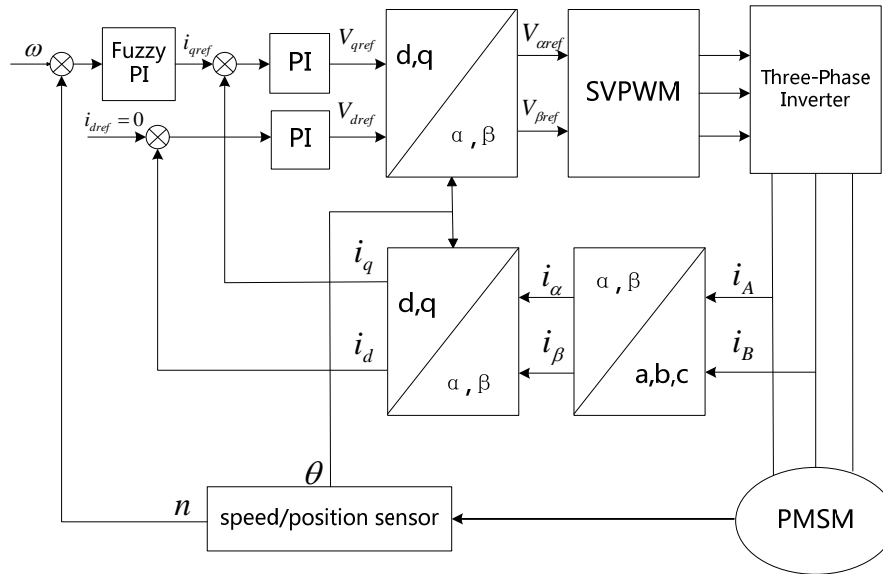 ω
Fuzzy
PI
i_qref
PI
V_qref
d,q
α,β
V_αref
SVPWM
Three-Phase
Inverter
i_dref=0
PI
V_dref
V_βref
i_q
d,q
α,β
i_α
α,β
a,b,c
i_A
i_d
i_β
i_B
θ
n
speed/position sensor
PMSM